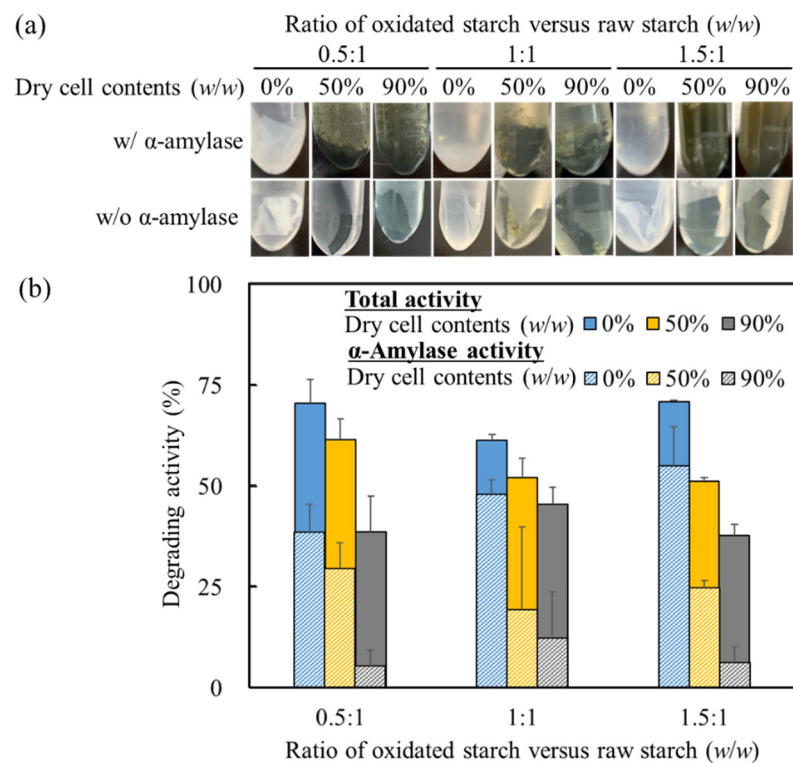 (a)
Ratio of oxidated starch versus raw starch (w/w)
0.5:1 1:1 1.5:1
Dry cell contents (w/w) 0% 50% 90% 0% 50% 90% 0% 50% 90%
w/ α-amylase
w/o α-amylase
(b)
100
75
50
25
0
Degrading activity (%)
Total activity
Dry cell contents (w/w) 0% 50% 90%
α-Amylase activity
Dry cell contents (w/w) 0% 50% 90%
0.5:1 1:1 1.5:1
Ratio of oxidated starch versus raw starch (w/w)